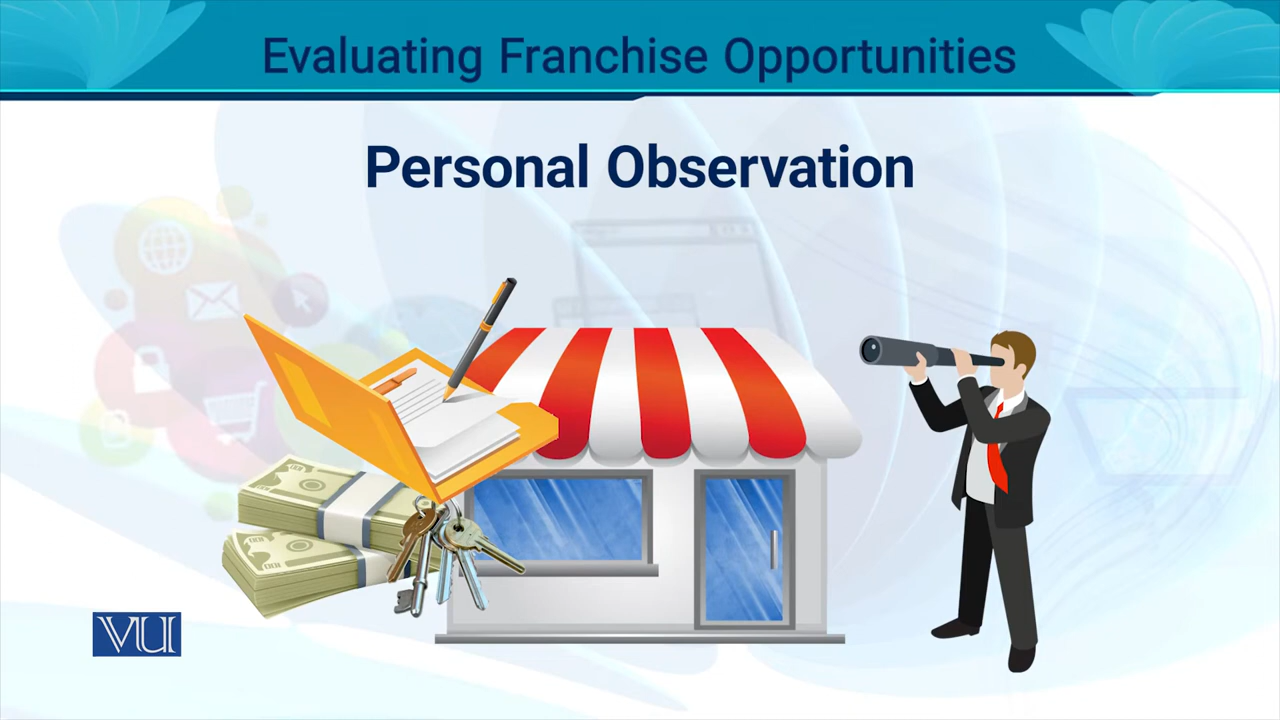 Evaluating Franchise Opportunities
Personal Observation
VU